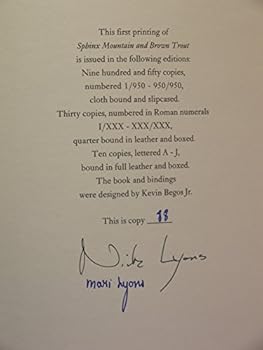 This first printing of
Sphinx Mountain and Brown Trout
is issued in the following editions:
Nine hundred and fifty copies,
numbered 1/950 - 950/950,
cloth bound and slipcased.
Thirty copies, numbered in Roman numerals
I/XXX - XXX/XXX,
quarter bound in leather and boxed.
Ten copies, lettered A - J,
bound in full leather and boxed.
The book and bindings
were designed by Kevin Begos Jr.
This is copy 78
Nick Lyons
Mari Lyons